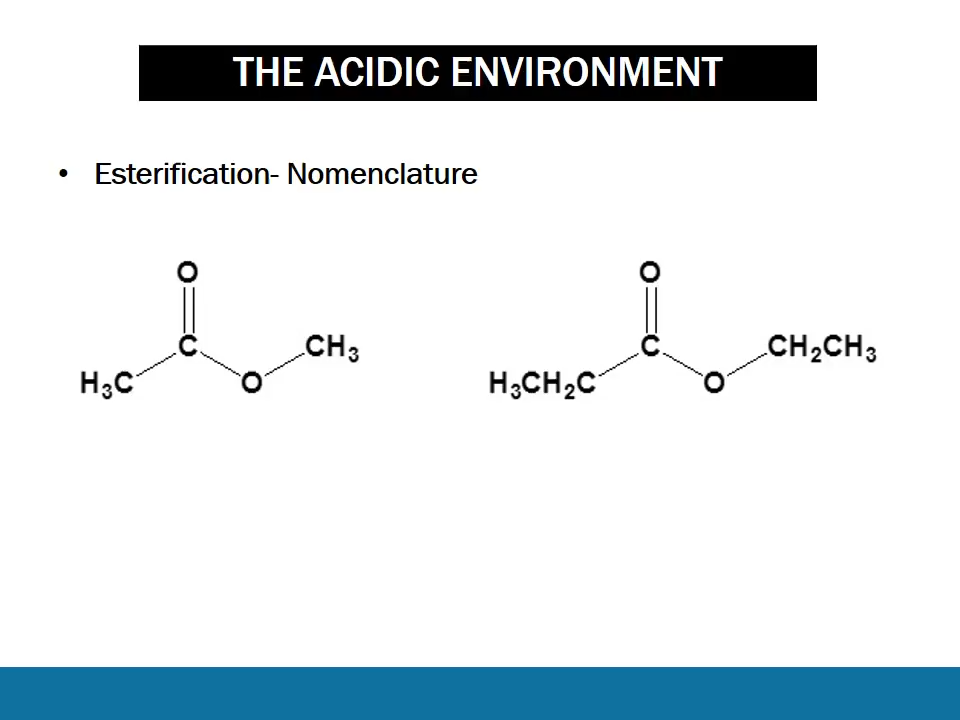 THE ACIDIC ENVIRONMENT
• Esterification- Nomenclature
O
O
C
CH₃
C
CH₂CH₃
H₃C
O
H₃CH₂C
O